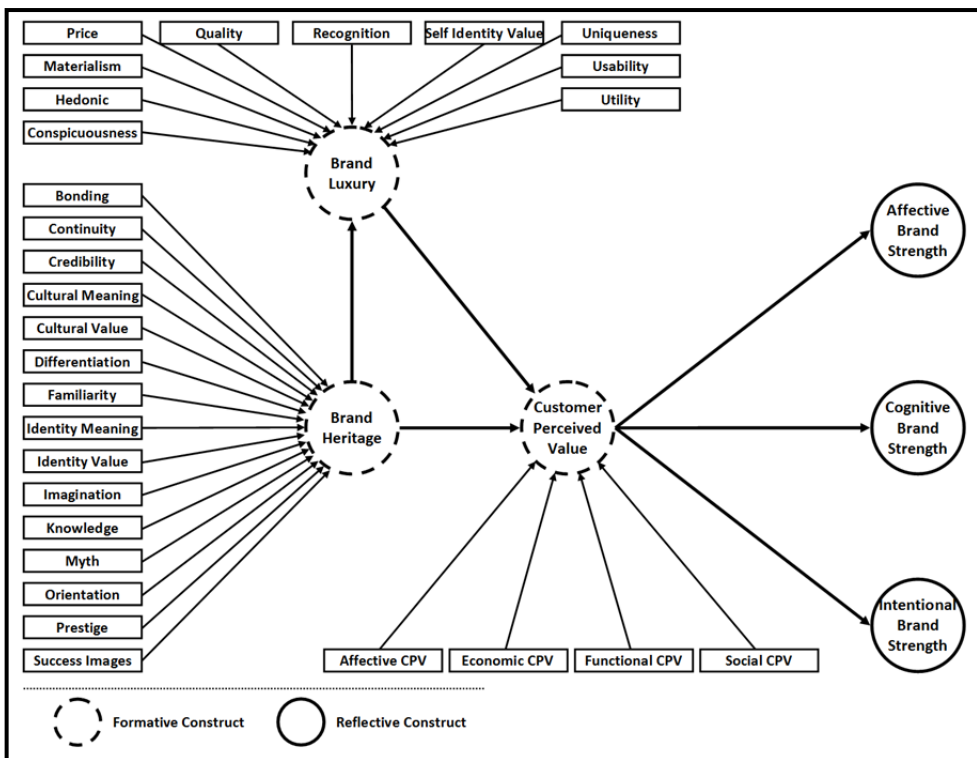 Price
Quality
Recognition
Self Identity Value
Uniqueness
Materialism
Usability
Hedonic
Utility
Conspicuousness
Brand
Luxury
Bonding
Continuity
Credibility
Cultural Meaning
Cultural Value
Differentiation
Familiarity
Identity Meaning
Identity Value
Imagination
Knowledge
Myth
Orientation
Prestige
Success Images
Brand
Heritage
Customer
Perceived
Value
Affective
Brand
Strength
Cognitive
Brand
Strength
Intentional
Brand
Strength
Affective CPV
Economic CPV
Functional CPV
Social CPV
Formative Construct
Reflective Construct